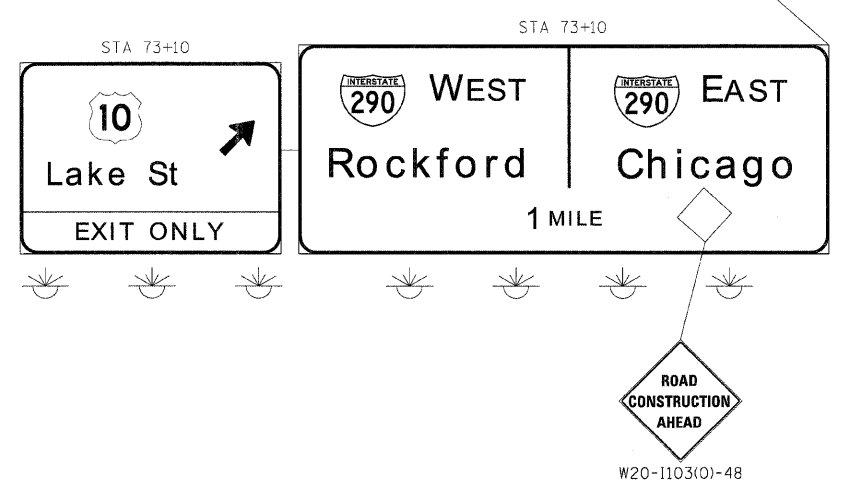 STA 73+10
10
Lake St
EXIT ONLY
STA 73+10
INTERSTATE
290
WEST
Rockford
INTERSTATE
290
EAST
Chicago
1 MILE
ROAD
CONSTRUCTION
AHEAD
W20-I103(O)-48